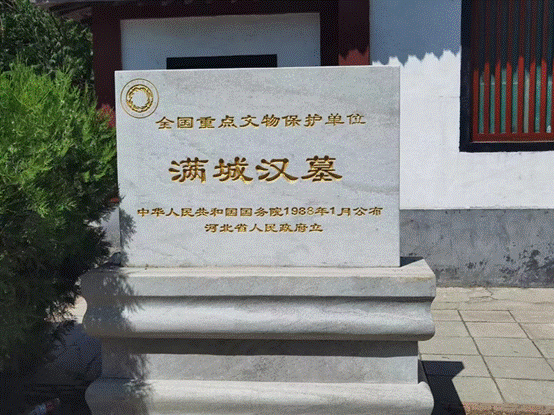 全国重点文物保护单位
满城汉墓
中华人民共和国国务院1988年1月公布
河北省人民政府立